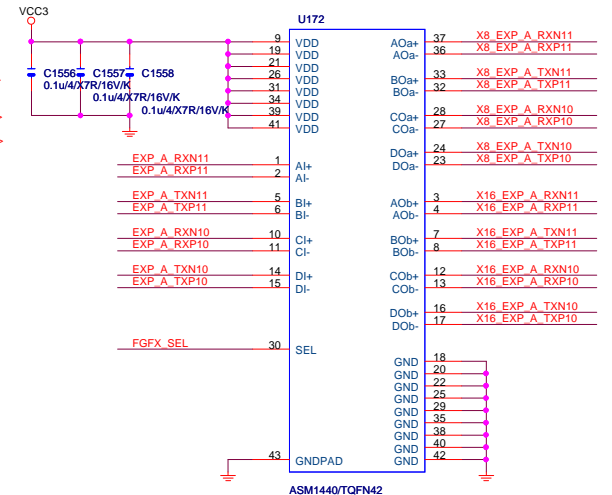 VCC3
U172
9 VDD
19 VDD
21 VDD
26 VDD
31 VDD
34 VDD
39 VDD
41 VDD
C1556
0.1u/4/X7R/16V/K
C1557
0.1u/4/X7R/16V/K
C1558
0.1u/4/X7R/16V/K
EXP_A_RXN11 1 AI+
EXP_A_RXP11 2 AI-
EXP_A_TXN11 5 BI+
EXP_A_TXP11 6 BI-
EXP_A_RXN10 10 CI+
EXP_A_RXP10 11 CI-
EXP_A_TXN10 14 DI+
EXP_A_TXP10 15 DI-
FGFX_SEL 30 SEL
43 GNDPAD
AOa+ 37 X8_EXP_A_RXN11
AOa- 36 X8_EXP_A_RXP11
BOa+ 33 X8_EXP_A_TXN11
BOa- 32 X8_EXP_A_TXP11
COa+ 28 X8_EXP_A_RXN10
COa- 27 X8_EXP_A_RXP10
DOa+ 24 X8_EXP_A_TXN10
DOa- 23 X8_EXP_A_TXP10
AOb+ 3 X16_EXP_A_RXN11
AOb- 4 X16_EXP_A_RXP11
BOb+ 7 X16_EXP_A_TXN11
BOb- 8 X16_EXP_A_TXP11
COb+ 12 X16_EXP_A_RXN10
COb- 13 X16_EXP_A_RXP10
DOb+ 16 X16_EXP_A_TXN10
DOb- 17 X16_EXP_A_TXP10
GND 18
GND 20
GND 22
GND 25
GND 29
GND 35
GND 38
GND 40
GND 42
ASM1440/TQFN42